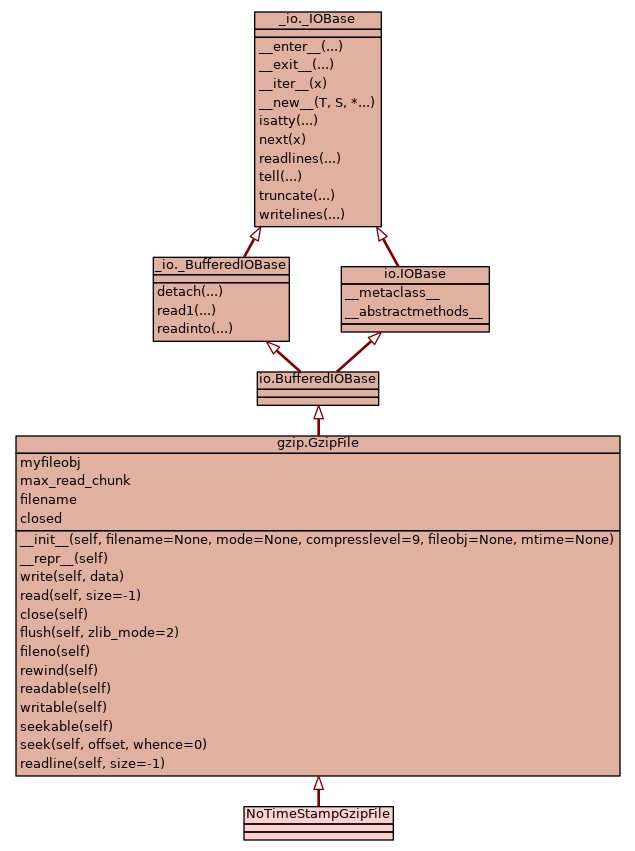 _io._IOBase
__enter__(...)
__exit__(...)
__iter__(x)
__new__(T, S, *...)
isatty(...)
next(x)
readlines(...)
tell(...)
truncate(...)
writelines(...)
_io._BufferedIOBase
detach(...)
read1(...)
readinto(...)
io.IOBase
__metaclass__
__abstractmethods__
io.BufferedIOBase
gzip.GzipFile
myfileobj
max_read_chunk
filename
closed
__init__(self, filename=None, mode=None, compresslevel=9, fileobj=None, mtime=None)
__repr__(self)
write(self, data)
read(self, size=-1)
close(self)
flush(self, zlib_mode=2)
fileno(self)
rewind(self)
readable(self)
writable(self)
seekable(self)
seek(self, offset, whence=0)
readline(self, size=-1)
NoTimeStampGzipFile